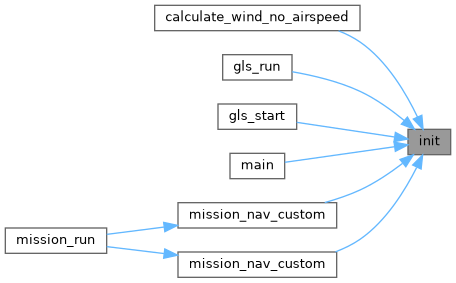 calculate_wind_no_airspeed
gls_run
gls_start
init
main
mission_nav_custom
mission_run
mission_nav_custom